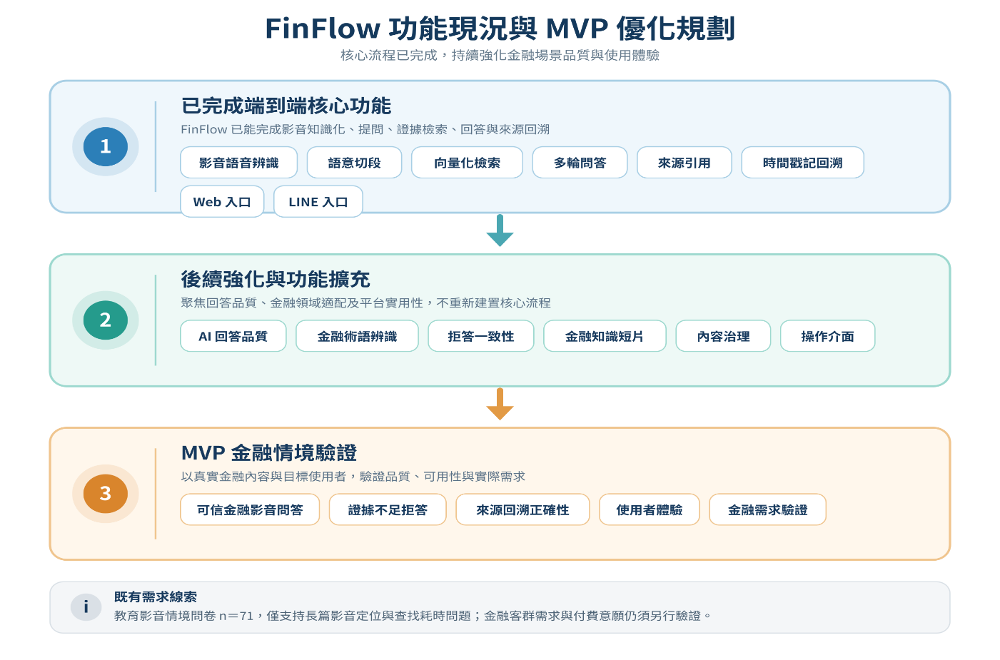 FinFlow 功能現況與 MVP 優化規劃
核心流程已完成，持續強化金融場景品質與使用體驗
1
已完成端到端核心功能
FinFlow 已能完成影音知識化、提問、證據檢索、回答與來源回溯
影音語音辨識 語意切段 向量化檢索 多輪問答 來源引用 時間戳記回溯
Web 入口 LINE 入口
2
後續強化與功能擴充
聚焦回答品質、金融領域適配及平台實用性，不重新建置核心流程
AI 回答品質 金融術語辨識 拒答一致性 金融知識短片 內容治理 操作介面
3
MVP 金融情境驗證
以真實金融內容與目標使用者，驗證品質、可用性與實際需求
可信金融影音問答 證據不足拒答 來源回溯正確性 使用者體驗 金融需求驗證
i
既有需求線索
教育影音情境問卷 n＝71，僅支持長篇影音定位與查找耗時問題；金融客群需求與付費意願仍須另行驗證。